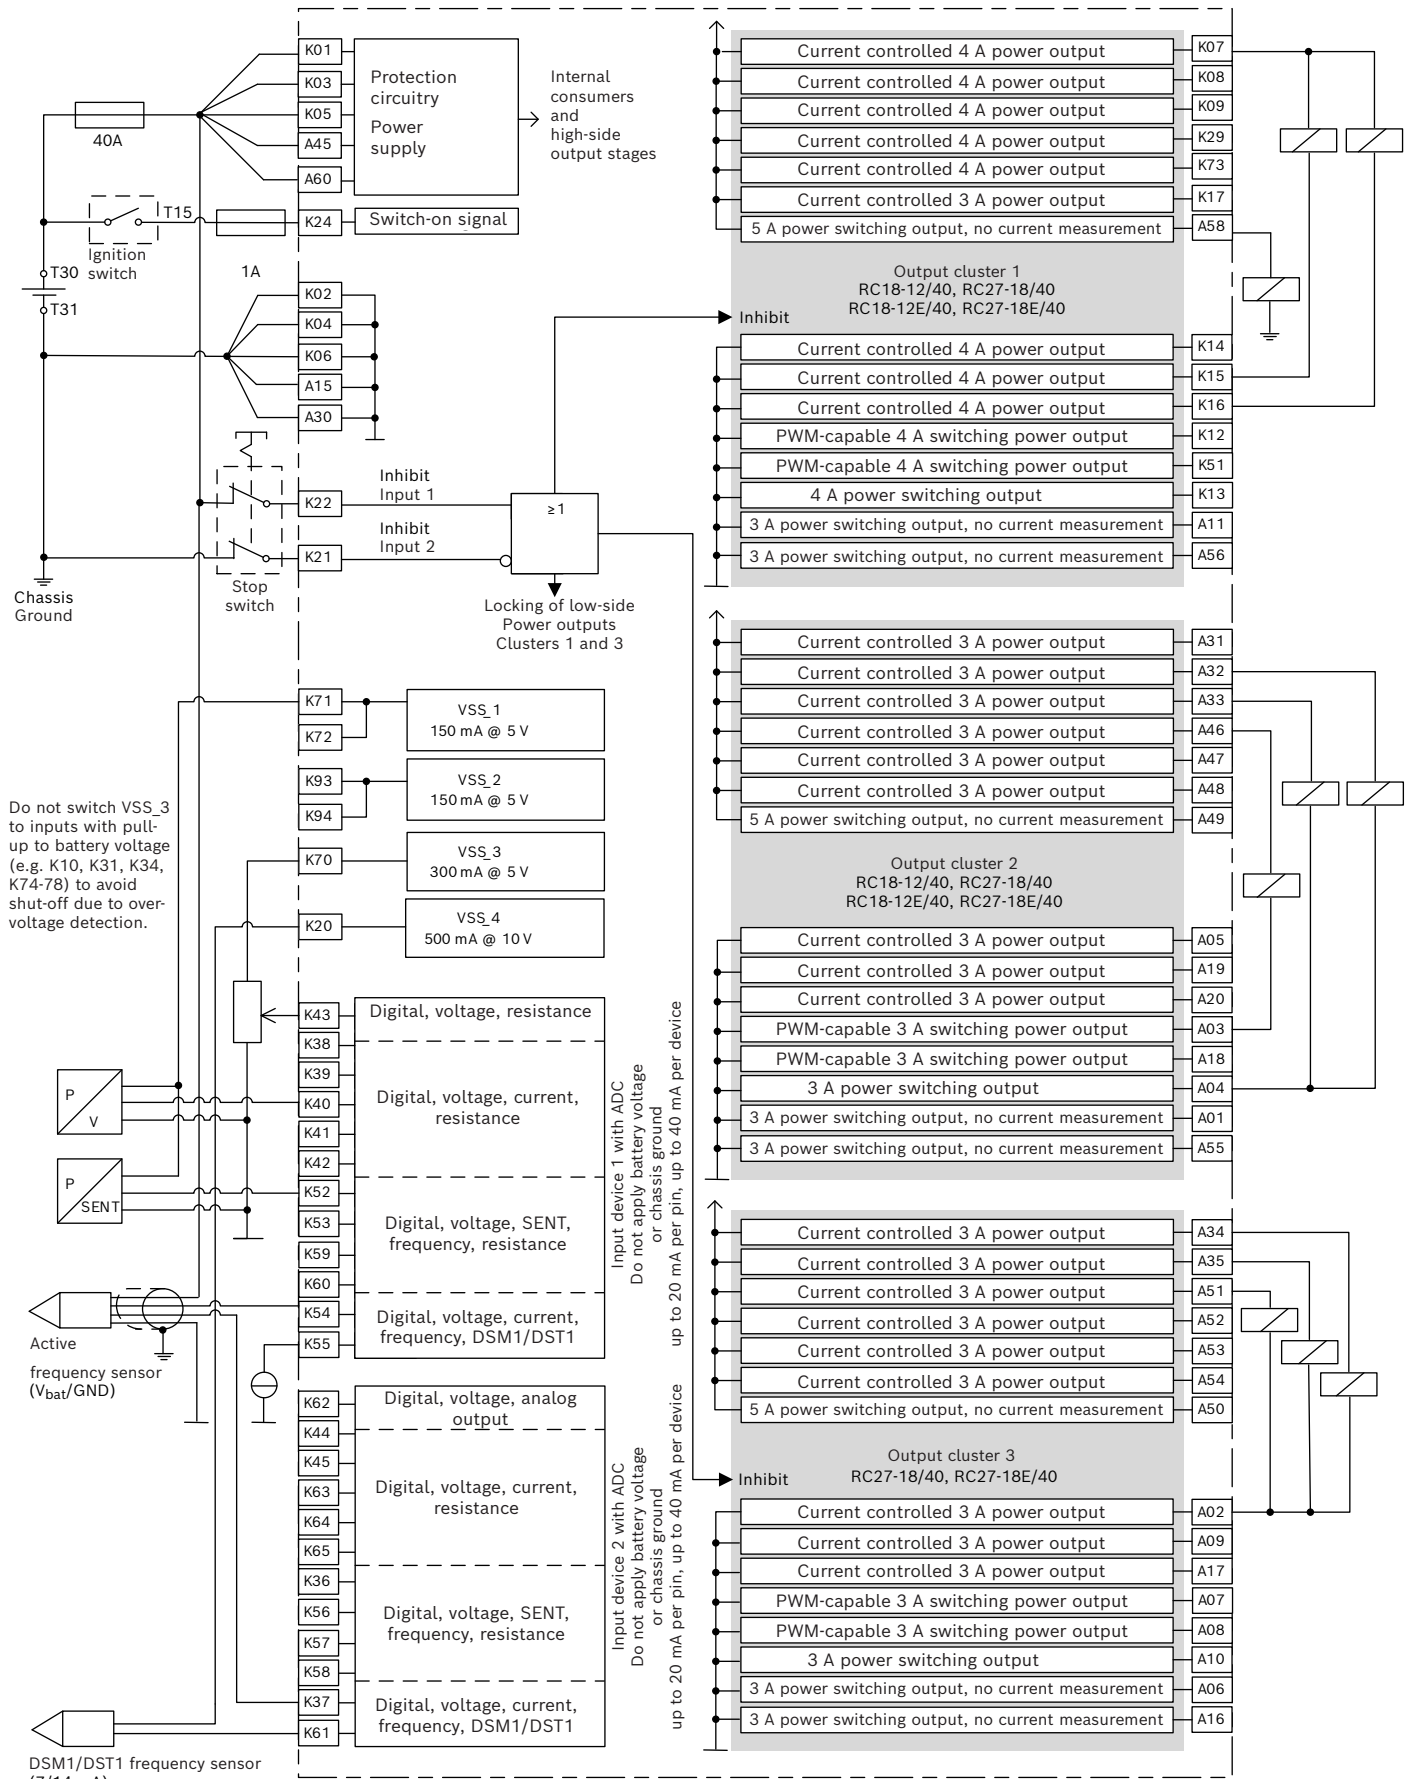 K01
K03
K05
A45
A60
Protection
circuitry
Power
supply
Internal
consumers
and
high-side
output stages
40A
T15
K24
Switch-on signal
Ignition
switch
T30
T31
1A
K02
K04
K06
A15
A30
Inhibit
Input 1
K22
Inhibit
Input 2
K21
≥1
Stop
switch
Chassis
Ground
Locking of low-side
Power outputs
Clusters 1 and 3
K71
K72
VSS_1
150 mA @ 5 V
K93
K94
VSS_2
150 mA @ 5 V
K70
VSS_3
300 mA @ 5 V
K20
VSS_4
500 mA @ 10 V
Do not switch VSS_3
to inputs with pull-
up to battery voltage
(e.g. K10, K31, K34,
K74-78) to avoid
shut-off due to over-
voltage detection.
K43
Digital, voltage, resistance
K38
K39
K40
K41
K42
Digital, voltage, current,
resistance
K52
K53
K59
K60
Digital, voltage, SENT,
frequency, resistance
K54
K55
Digital, voltage, current,
frequency, DSM1/DST1
P
V
P
SENT
Active
frequency sensor
(Vbat/GND)
Input device 1 with ADC
Do not apply battery voltage
or chassis ground
up to 20 mA per pin, up to 40 mA per device
K62
Digital, voltage, analog
output
K44
K45
K63
K64
K65
Digital, voltage, current,
resistance
K36
K56
K57
K58
Digital, voltage, SENT,
frequency, resistance
K37
K61
Digital, voltage, current,
frequency, DSM1/DST1
Input device 2 with ADC
Do not apply battery voltage
or chassis ground
up to 20 mA per pin, up to 40 mA per device
DSM1/DST1 frequency sensor
Current controlled 4 A power output K07
Current controlled 4 A power output K08
Current controlled 4 A power output K09
Current controlled 4 A power output K29
Current controlled 4 A power output K73
Current controlled 3 A power output K17
5 A power switching output, no current measurement A58
Output cluster 1
RC18-12/40, RC27-18/40
RC18-12E/40, RC27-18E/40
Inhibit
Current controlled 4 A power output K14
Current controlled 4 A power output K15
Current controlled 4 A power output K16
PWM-capable 4 A switching power output K12
PWM-capable 4 A switching power output K51
4 A power switching output K13
3 A power switching output, no current measurement A11
3 A power switching output, no current measurement A56
Current controlled 3 A power output A31
Current controlled 3 A power output A32
Current controlled 3 A power output A33
Current controlled 3 A power output A46
Current controlled 3 A power output A47
Current controlled 3 A power output A48
5 A power switching output, no current measurement A49
Output cluster 2
RC18-12/40, RC27-18/40
RC18-12E/40, RC27-18E/40
Current controlled 3 A power output A05
Current controlled 3 A power output A19
Current controlled 3 A power output A20
PWM-capable 3 A switching power output A03
PWM-capable 3 A switching power output A18
3 A power switching output A04
3 A power switching output, no current measurement A01
3 A power switching output, no current measurement A55
Current controlled 3 A power output A34
Current controlled 3 A power output A35
Current controlled 3 A power output A51
Current controlled 3 A power output A52
Current controlled 3 A power output A53
Current controlled 3 A power output A54
5 A power switching output, no current measurement A50
Output cluster 3
RC27-18/40, RC27-18E/40
Inhibit
Current controlled 3 A power output A02
Current controlled 3 A power output A09
Current controlled 3 A power output A17
PWM-capable 3 A switching power output A07
PWM-capable 3 A switching power output A08
3 A power switching output A10
3 A power switching output, no current measurement A06
3 A power switching output, no current measurement A16